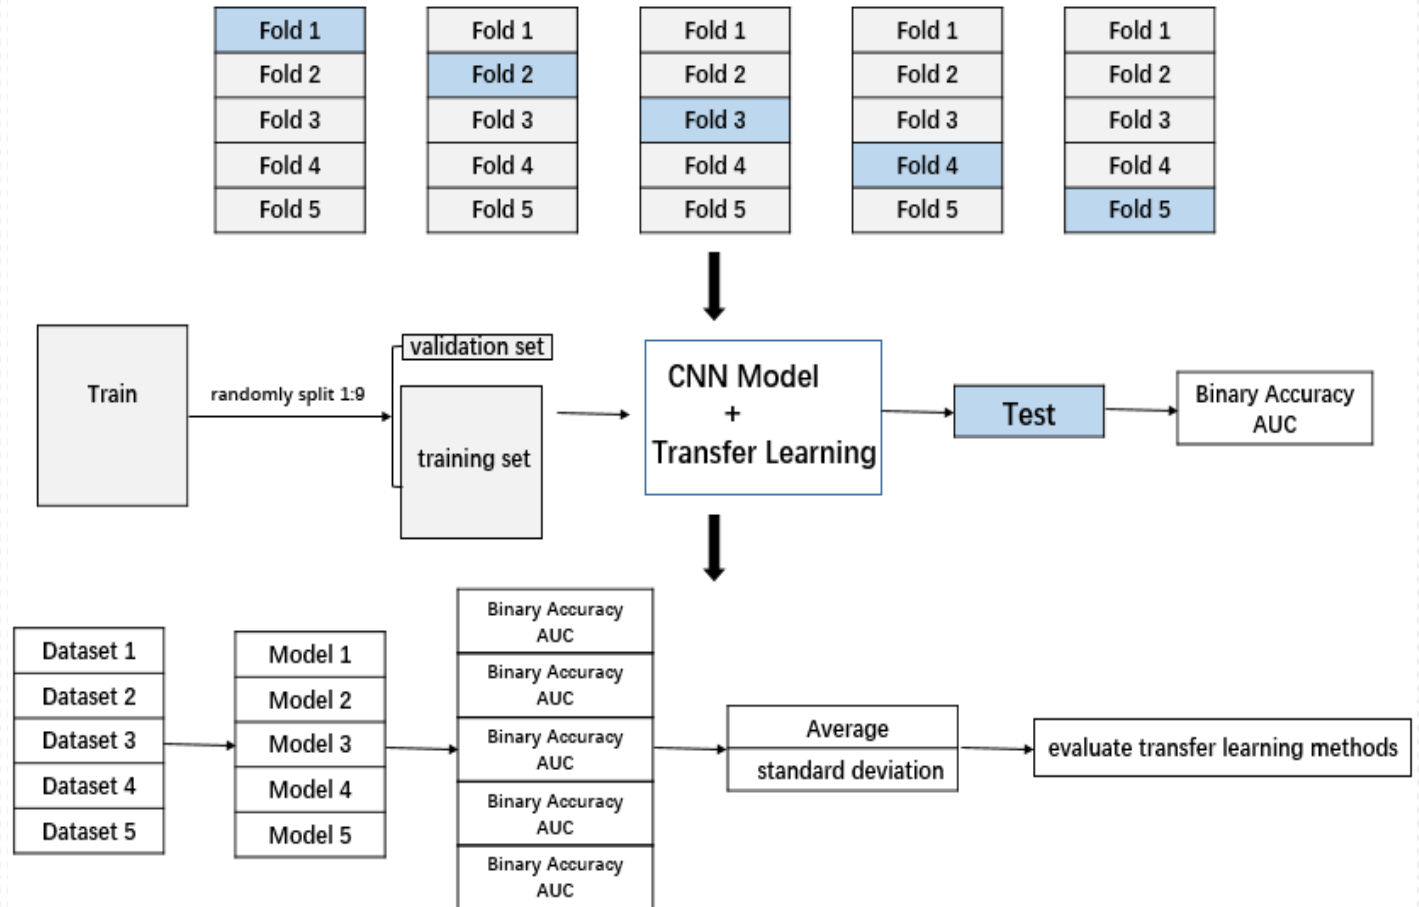 Fold 1
Fold 2
Fold 3
Fold 4
Fold 5
Fold 1
Fold 2
Fold 3
Fold 4
Fold 5
Fold 1
Fold 2
Fold 3
Fold 4
Fold 5
Fold 1
Fold 2
Fold 3
Fold 4
Fold 5
Fold 1
Fold 2
Fold 3
Fold 4
Fold 5
Train
randomly split 1:9
validation set
training set
CNN Model
+
Transfer Learning
Test
Binary Accuracy
AUC
Dataset 1
Dataset 2
Dataset 3
Dataset 4
Dataset 5
Model 1
Model 2
Model 3
Model 4
Model 5
Binary Accuracy
AUC
Binary Accuracy
AUC
Binary Accuracy
AUC
Binary Accuracy
AUC
Binary Accuracy
AUC
Average
standard deviation
evaluate transfer learning methods